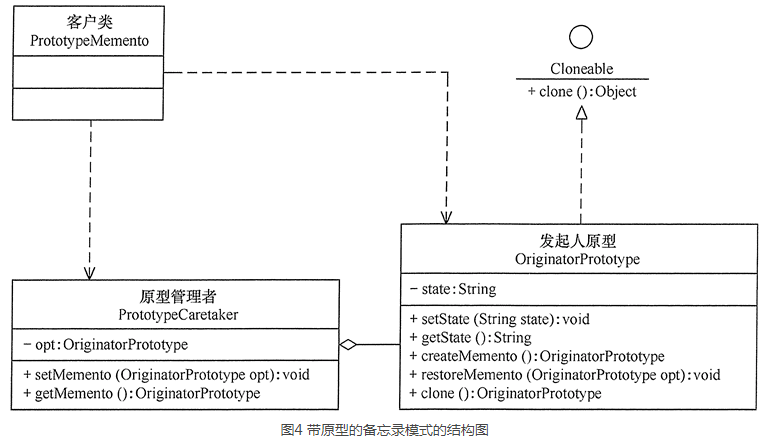 客户类
PrototypeMemento
Cloneable
+ clone ():Object
发起人原型
OriginatorPrototype
− state:String
+ setState (String state):void
+ getState ():String
+ createMemento ():OriginatorPrototype
+ restoreMemento (OriginatorPrototype opt):void
+ clone ():OriginatorPrototype
原型管理者
PrototypeCaretaker
− opt:OriginatorPrototype
+ setMemento (OriginatorPrototype opt):void
+ getMemento ():OriginatorPrototype
图4 带原型的备忘录模式的结构图